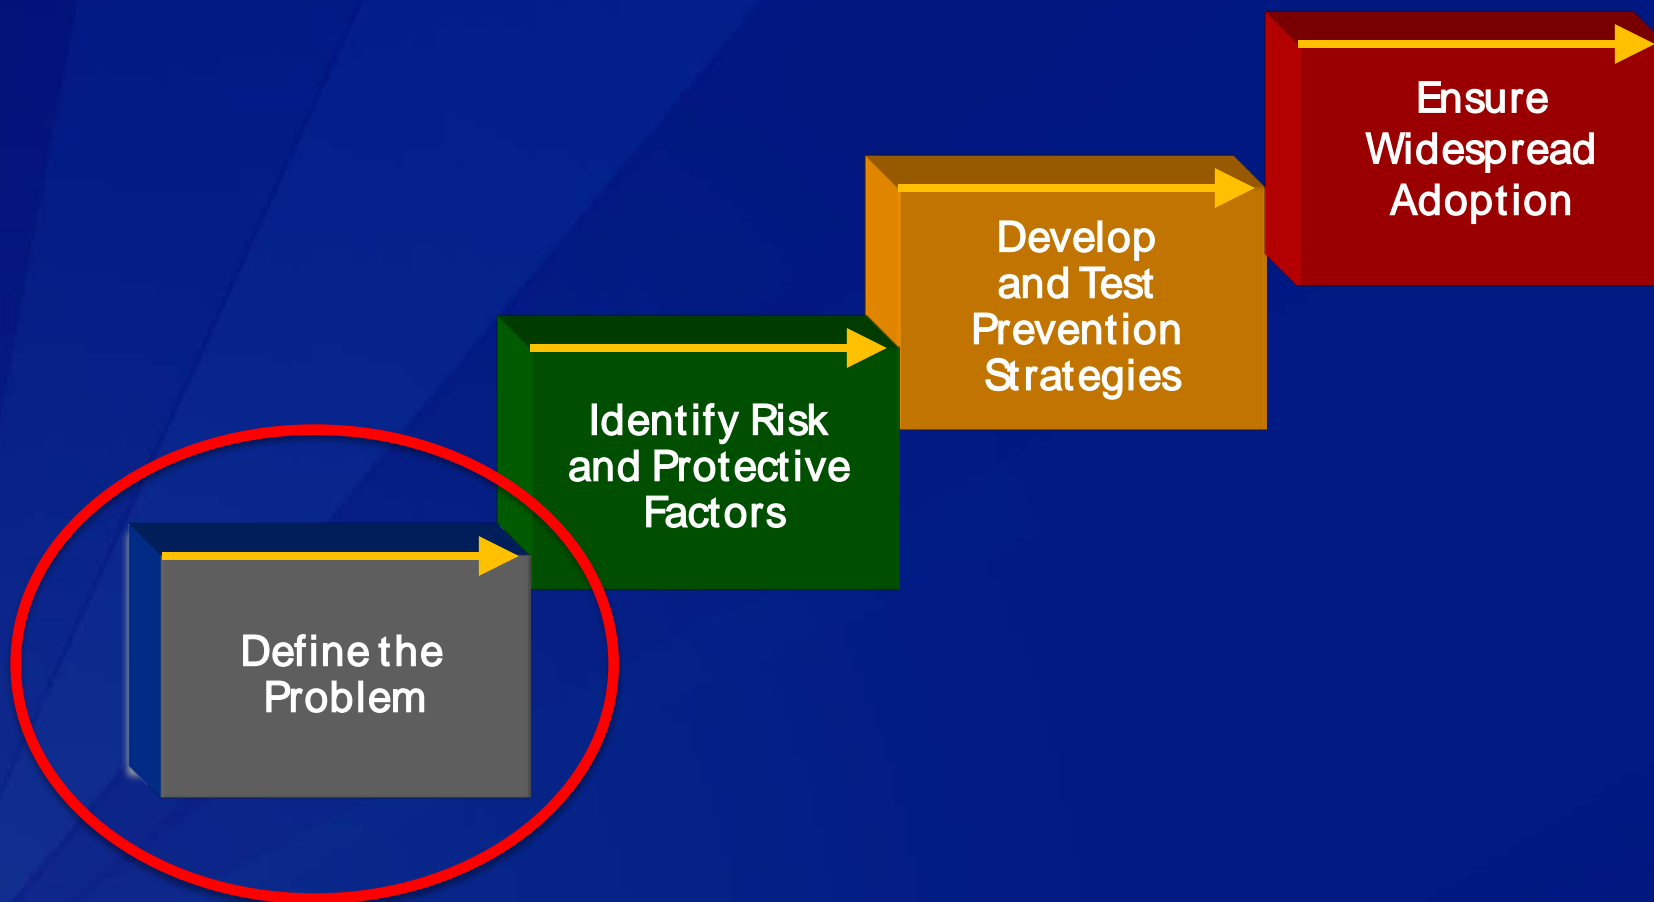 Define the
Problem
Identify Risk
and Protective
Factors
Develop
and Test
Prevention
Strategies
Ensure
Widespread
Adoption